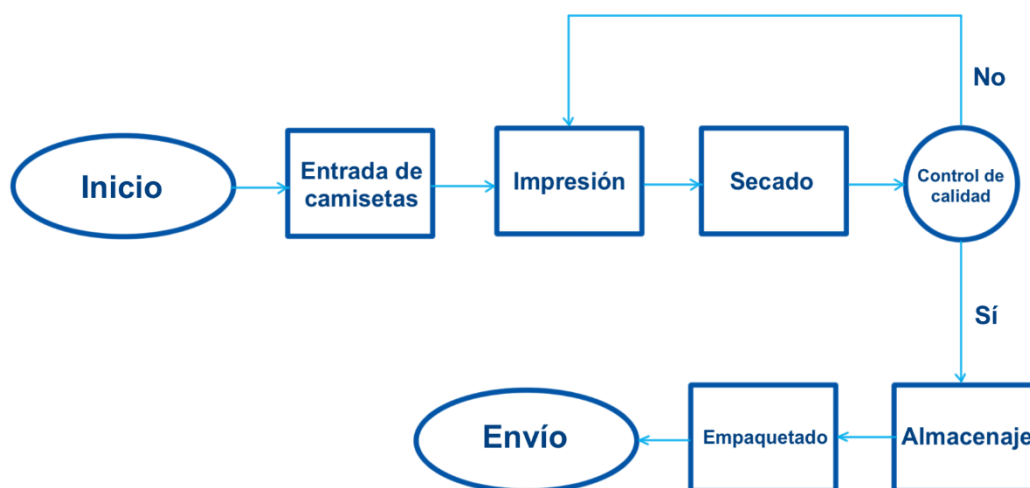 No
Inicio
Entrada de
camisetas
Impresión
Secado
Control de
calidad
Sí
Envío
Empaquetado
Almacenaje